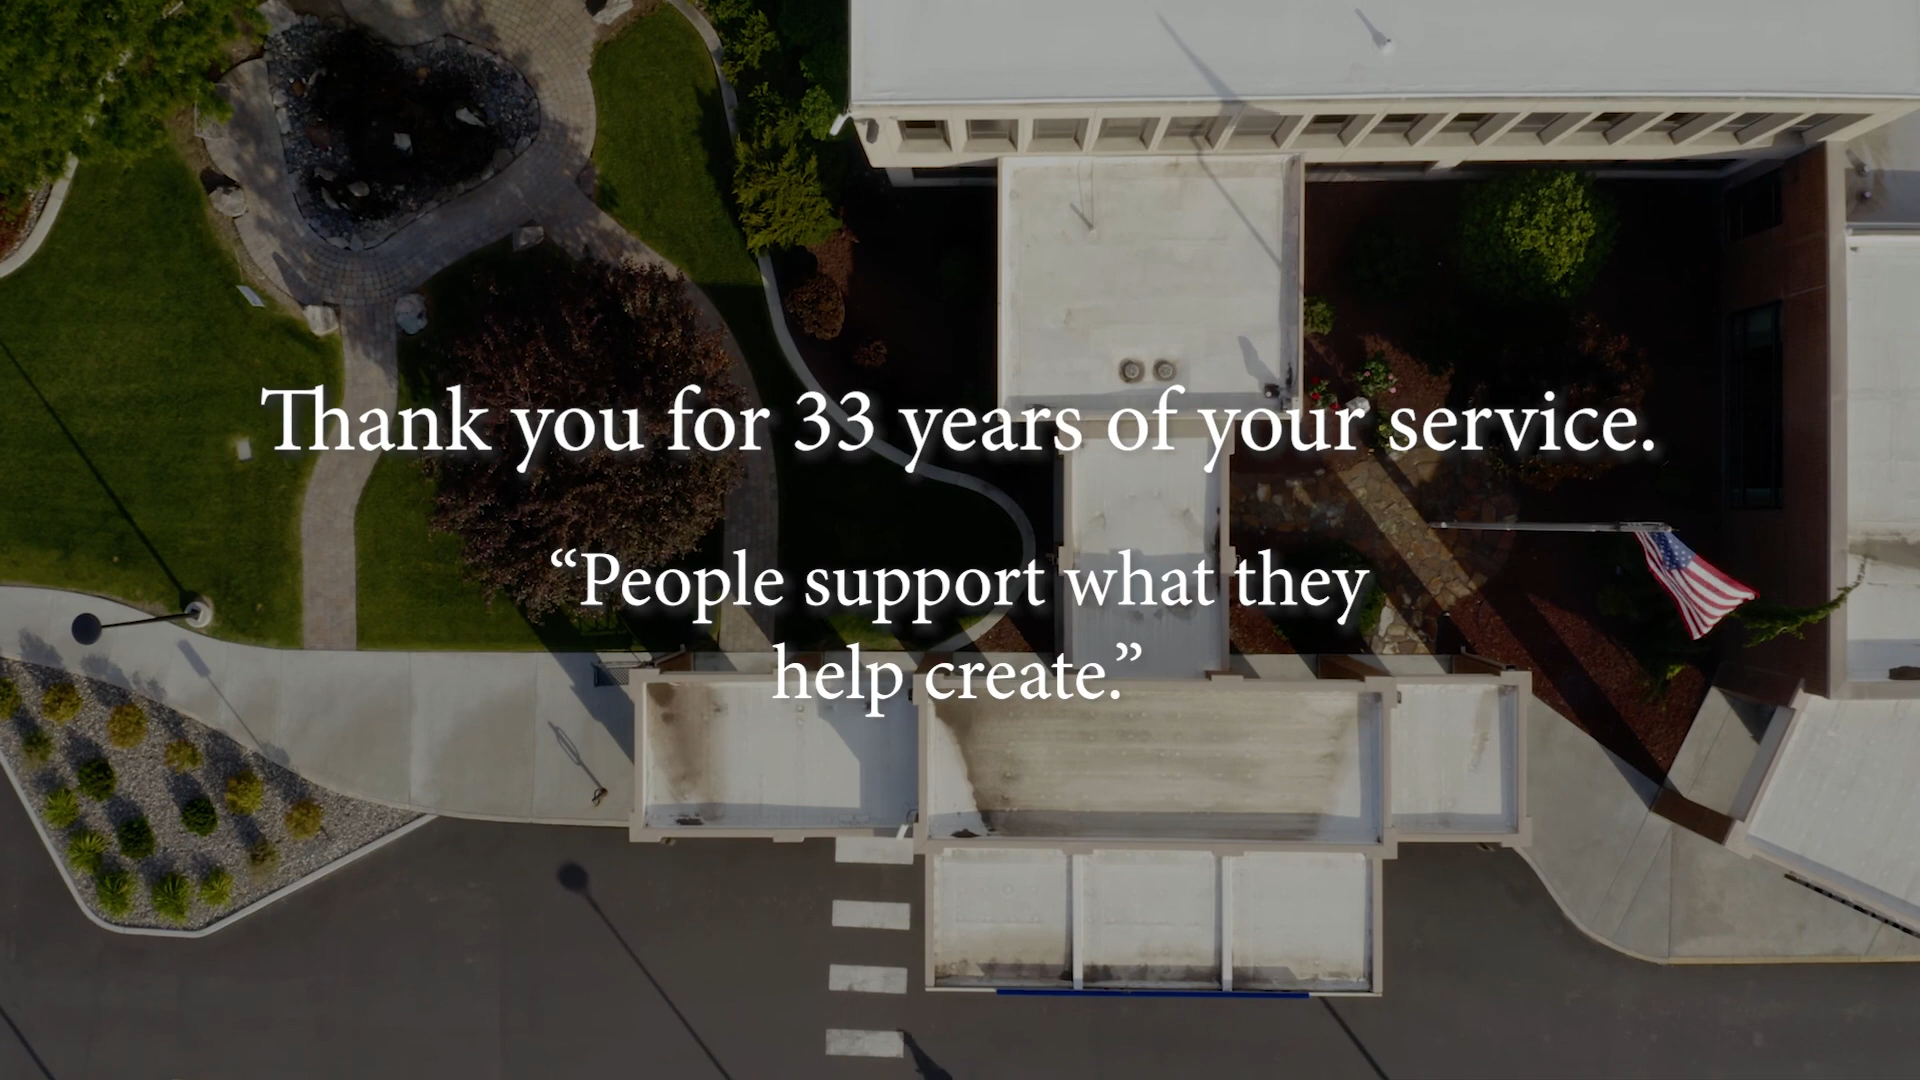 Thank you for 33 years of your service.
“People support what they
help create.”